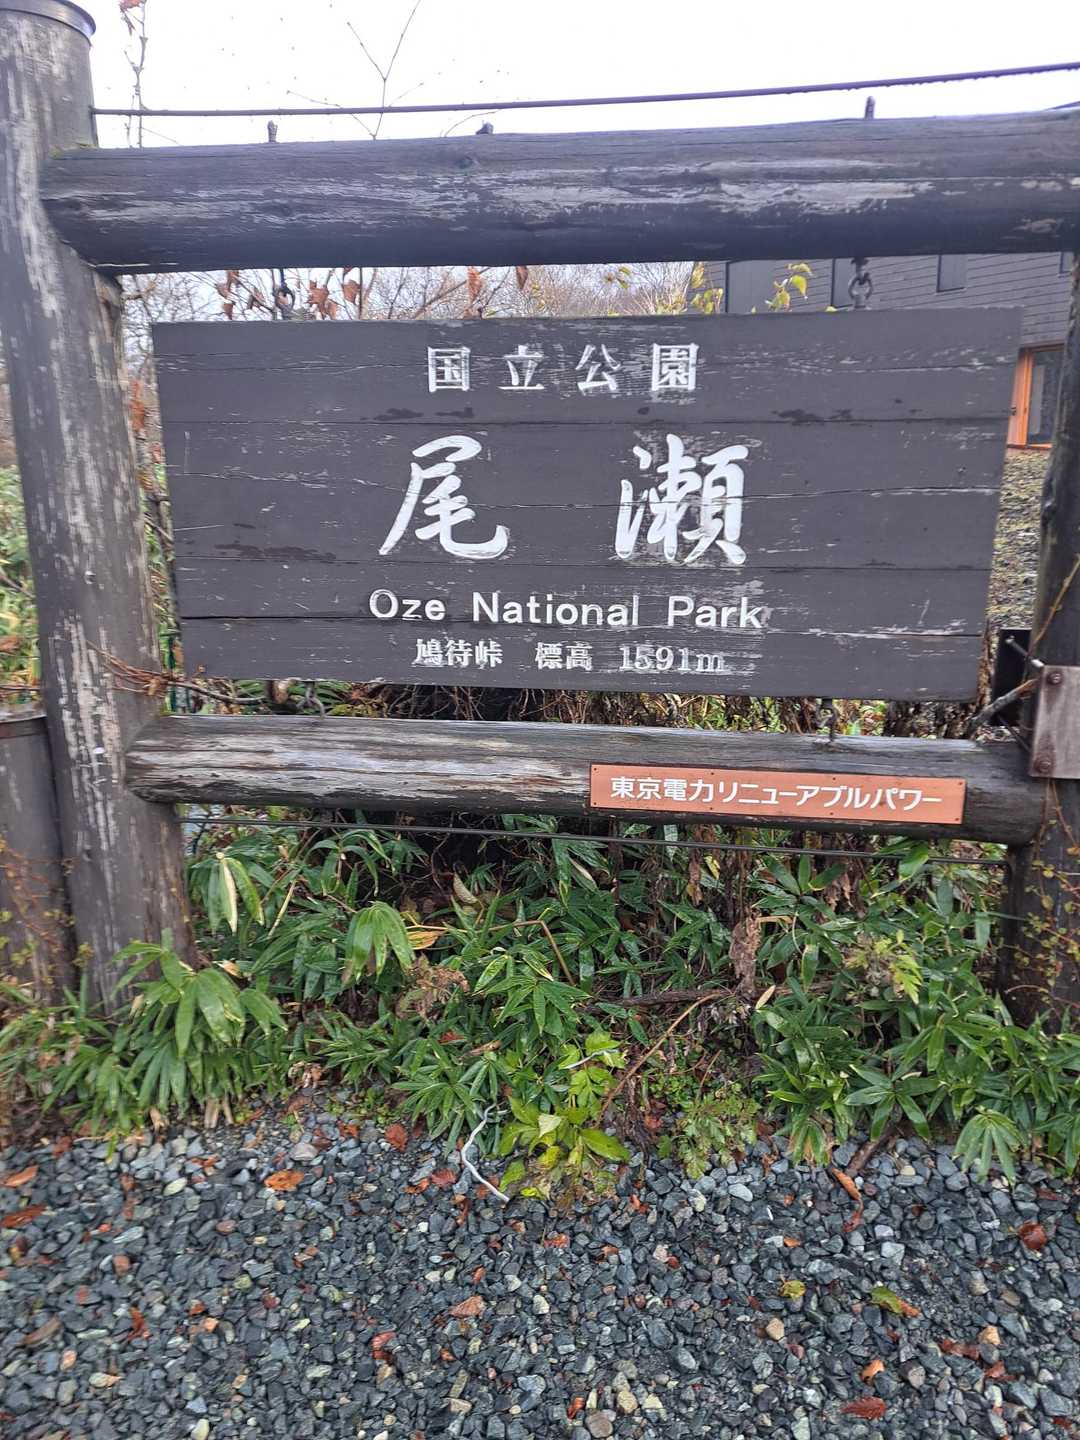 国立公園
尾瀬
Oze National Park
鳩待峠 標高 1591m
東京電力リニューアブルパワー